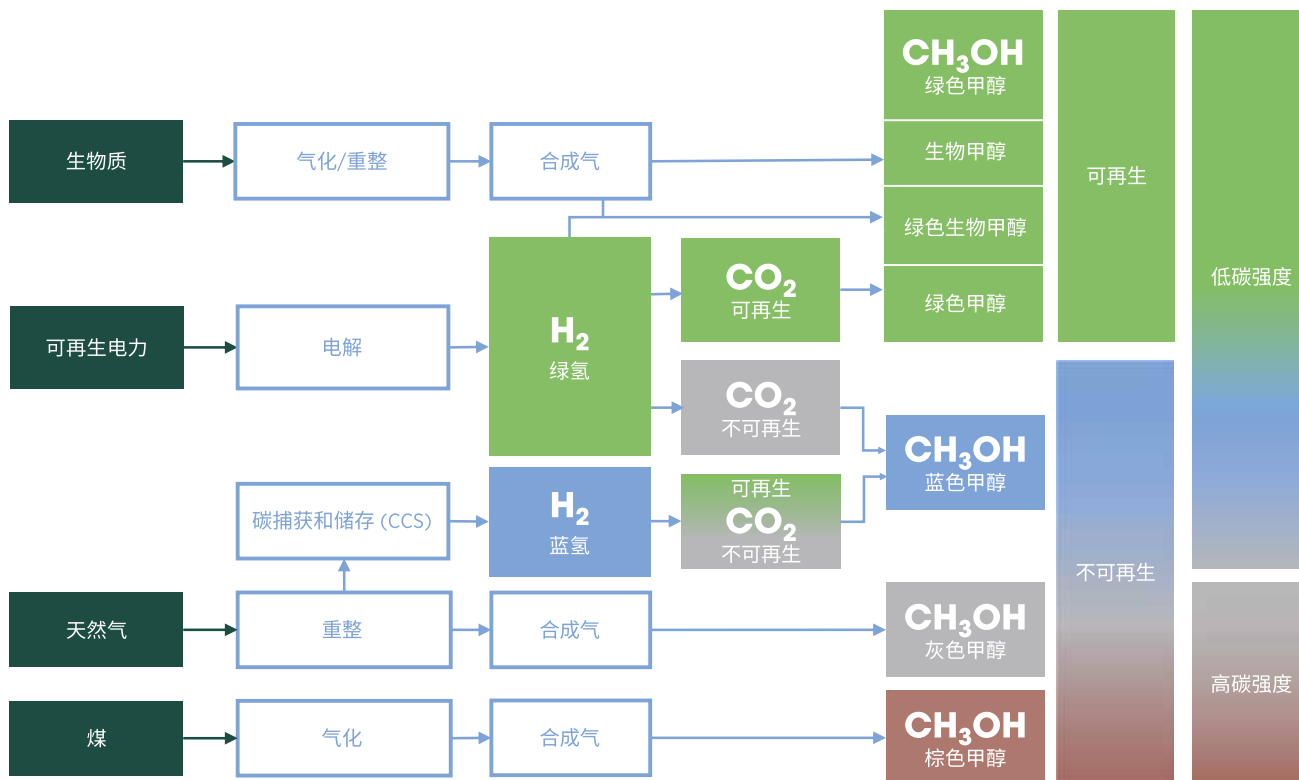 CH₃OH
绿色甲醇
生物质
气化/重整
合成气
生物甲醇
可再生
绿色生物甲醇
低碳强度
CO₂
可再生
绿色甲醇
可再生电力
电解
H₂
绿氢
CO₂
不可再生
CH₃OH
蓝色甲醇
碳捕获和储存 (CCS)
H₂
蓝氢
可再生
CO₂
不可再生
不可再生
天然气
重整
合成气
CH₃OH
灰色甲醇
高碳强度
煤
气化
合成气
CH₃OH
棕色甲醇